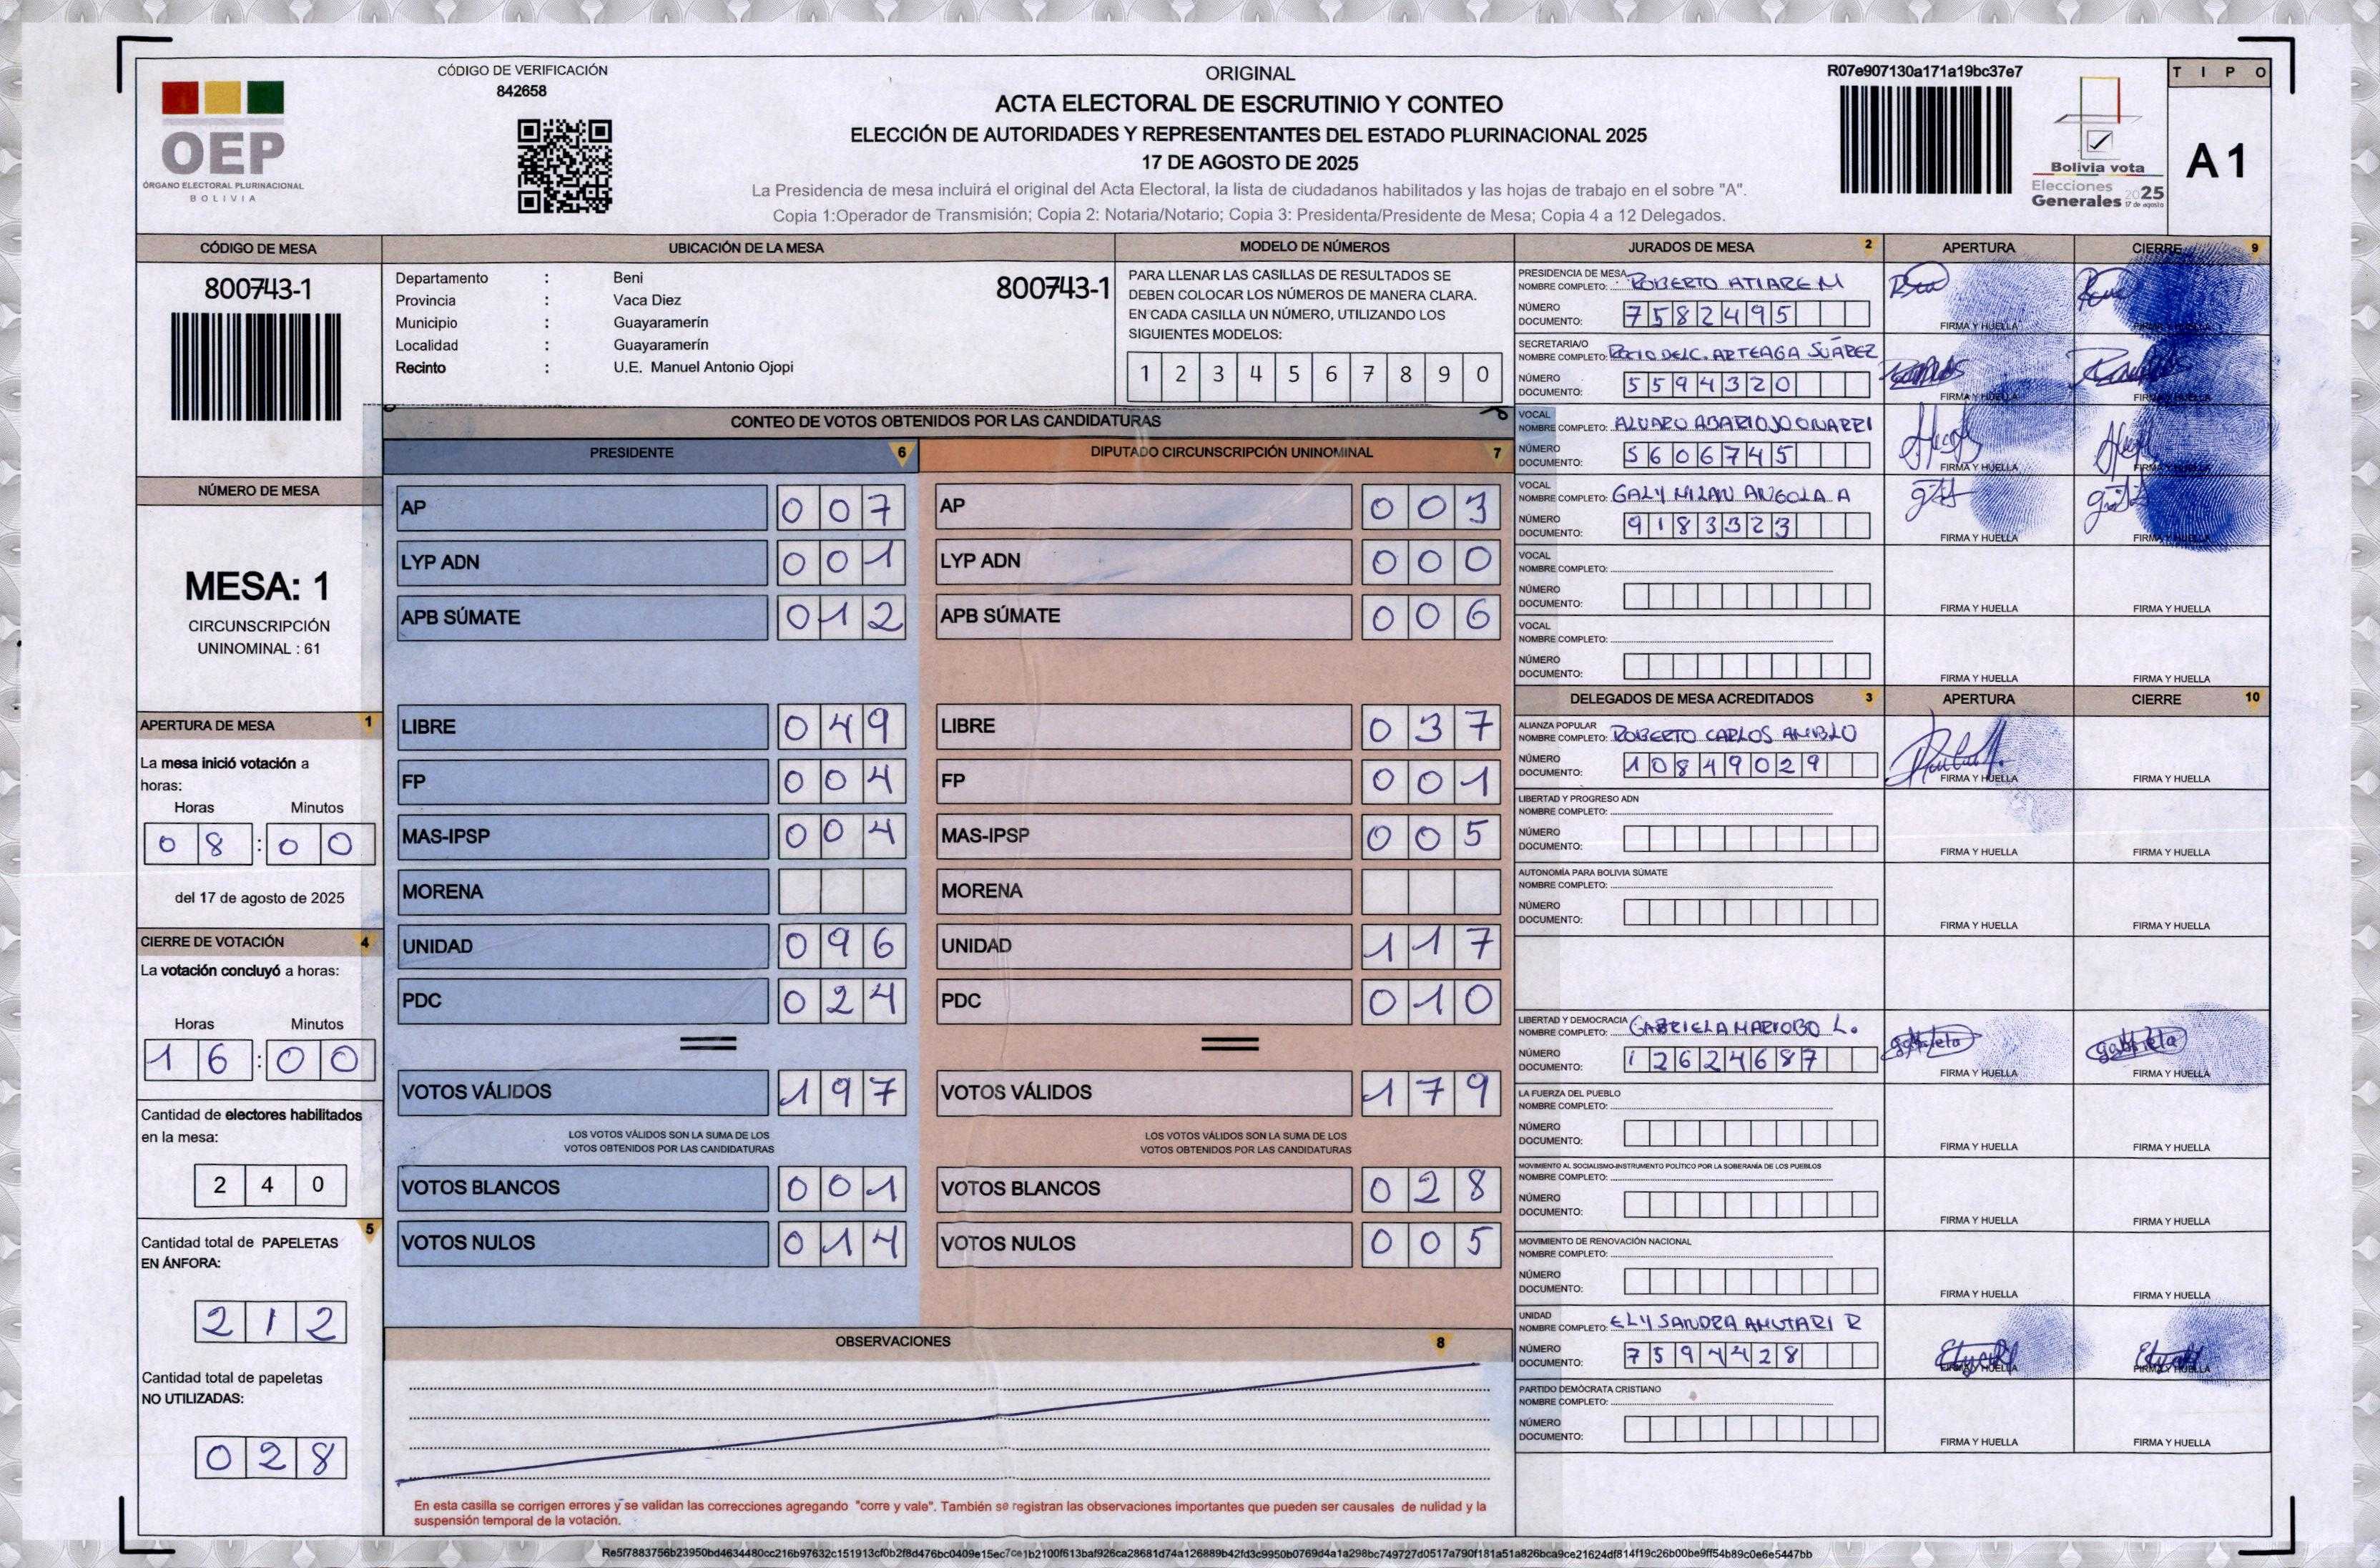 CÓDIGO DE VERIFICACIÓN
842658
OEP
ÓRGANO ELECTORAL PLURINACIONAL
BOLIVIA
ORIGINAL
ACTA ELECTORAL DE ESCRUTINIO Y CONTEO
ELECCIÓN DE AUTORIDADES Y REPRESENTANTES DEL ESTADO PLURINACIONAL 2025
17 DE AGOSTO DE 2025
La Presidencia de mesa incluirá el original del Acta Electoral, la lista de ciudadanos habilitados y las hojas de trabajo en el sobre "A".
Copia 1:Operador de Transmisión; Copia 2: Notaria/Notario; Copia 3: Presidenta/Presidente de Mesa; Copia 4 a 12 Delegados.
R07e907130a171a19bc37e7
Bolivia vota
Elecciones
Generales 2025
17 de agosto
TIPO
A1
CÓDIGO DE MESA
800743-1
UBICACIÓN DE LA MESA
Departamento : Beni
Provincia : Vaca Diez
Municipio : Guayaramerín
Localidad : Guayaramerín
Recinto : U.E. Manuel Antonio Ojopi
800743-1
MODELO DE NÚMEROS
PARA LLENAR LAS CASILLAS DE RESULTADOS SE
DEBEN COLOCAR LOS NÚMEROS DE MANERA CLARA.
EN CADA CASILLA UN NÚMERO, UTILIZANDO LOS
SIGUIENTES MODELOS:
1 2 3 4 5 6 7 8 9 0
NÚMERO DE MESA
MESA: 1
CIRCUNSCRIPCIÓN
UNINOMINAL : 61
APERTURA DE MESA 1
La mesa inició votación a
horas:
Horas Minutos
08:00
del 17 de agosto de 2025
CIERRE DE VOTACIÓN 4
La votación concluyó a horas:
Horas Minutos
16:00
Cantidad de electores habilitados
en la mesa:
240
5
Cantidad total de PAPELETAS
EN ÁNFORA:
212
Cantidad total de papeletas
NO UTILIZADAS:
028
CONTEO DE VOTOS OBTENIDOS POR LAS CANDIDATURAS
PRESIDENTE 6
AP 007
LYP ADN 001
APB SÚMATE 012
LIBRE 049
FP 004
MAS-IPSP 004
MORENA
UNIDAD 096
PDC 024
VOTOS VÁLIDOS 197
LOS VOTOS VÁLIDOS SON LA SUMA DE LOS
VOTOS OBTENIDOS POR LAS CANDIDATURAS
VOTOS BLANCOS 001
VOTOS NULOS 014
DIPUTADO CIRCUNSCRIPCIÓN UNINOMINAL 7
AP 003
LYP ADN 000
APB SÚMATE 006
LIBRE 037
FP 001
MAS-IPSP 005
MORENA
UNIDAD 117
PDC 010
VOTOS VÁLIDOS 179
LOS VOTOS VÁLIDOS SON LA SUMA DE LOS
VOTOS OBTENIDOS POR LAS CANDIDATURAS
VOTOS BLANCOS 028
VOTOS NULOS 005
OBSERVACIONES 8
En esta casilla se corrigen errores y se validan las correcciones agregando "corre y vale". También se registran las observaciones importantes que pueden ser causales de nulidad y la
suspensión temporal de la votación.
JURADOS DE MESA 2 APERTURA CIERRE 9
PRESIDENCIA DE MESA
NOMBRE COMPLETO: ROBERTO ATIARE M
NÚMERO
DOCUMENTO: 7582495
FIRMA Y HUELLA FIRMA Y HUELLA
SECRETARIA/O
NOMBRE COMPLETO: ROCIO DEL C. ARTEAGA SUÁREZ
NÚMERO
DOCUMENTO: 5594320
FIRMA Y HUELLA FIRMA Y HUELLA
VOCAL
NOMBRE COMPLETO: ALVARO
NÚMERO
DOCUMENTO: 5606745
FIRMA Y HUELLA FIRMA Y HUELLA
VOCAL
NOMBRE COMPLETO: GALY MILAN ANGOLA A
NÚMERO
DOCUMENTO: 9183323
FIRMA Y HUELLA FIRMA Y HUELLA
VOCAL
NOMBRE COMPLETO:
NÚMERO
DOCUMENTO:
FIRMA Y HUELLA FIRMA Y HUELLA
VOCAL
NOMBRE COMPLETO:
NÚMERO
DOCUMENTO:
FIRMA Y HUELLA FIRMA Y HUELLA
DELEGADOS DE MESA ACREDITADOS 3 APERTURA CIERRE 10
ALIANZA POPULAR
NOMBRE COMPLETO: ROBERTO CARLOS
NÚMERO
DOCUMENTO: 10849029
FIRMA Y HUELLA FIRMA Y HUELLA
LIBERTAD Y PROGRESO ADN
NOMBRE COMPLETO:
NÚMERO
DOCUMENTO:
FIRMA Y HUELLA FIRMA Y HUELLA
AUTONOMÍA PARA BOLIVIA SÚMATE
NOMBRE COMPLETO:
NÚMERO
DOCUMENTO:
FIRMA Y HUELLA FIRMA Y HUELLA
LIBERTAD Y DEMOCRACIA
NOMBRE COMPLETO: GABRIELA MARIOBO L.
NÚMERO
DOCUMENTO: 12624687
gabriela gabriela
FIRMA Y HUELLA FIRMA Y HUELLA
LA FUERZA DEL PUEBLO
NOMBRE COMPLETO:
NÚMERO
DOCUMENTO:
FIRMA Y HUELLA FIRMA Y HUELLA
MOVIMIENTO AL SOCIALISMO-INSTRUMENTO POLÍTICO POR LA SOBERANÍA DE LOS PUEBLOS
NOMBRE COMPLETO:
NÚMERO
DOCUMENTO:
FIRMA Y HUELLA FIRMA Y HUELLA
MOVIMIENTO DE RENOVACIÓN NACIONAL
NOMBRE COMPLETO:
NÚMERO
DOCUMENTO:
FIRMA Y HUELLA FIRMA Y HUELLA
UNIDAD
NOMBRE COMPLETO: ELY SANDRA AMUTARI R
NÚMERO
DOCUMENTO: 7594428
FIRMA Y HUELLA FIRMA Y HUELLA
PARTIDO DEMÓCRATA CRISTIANO
NOMBRE COMPLETO:
NÚMERO
DOCUMENTO:
FIRMA Y HUELLA FIRMA Y HUELLA